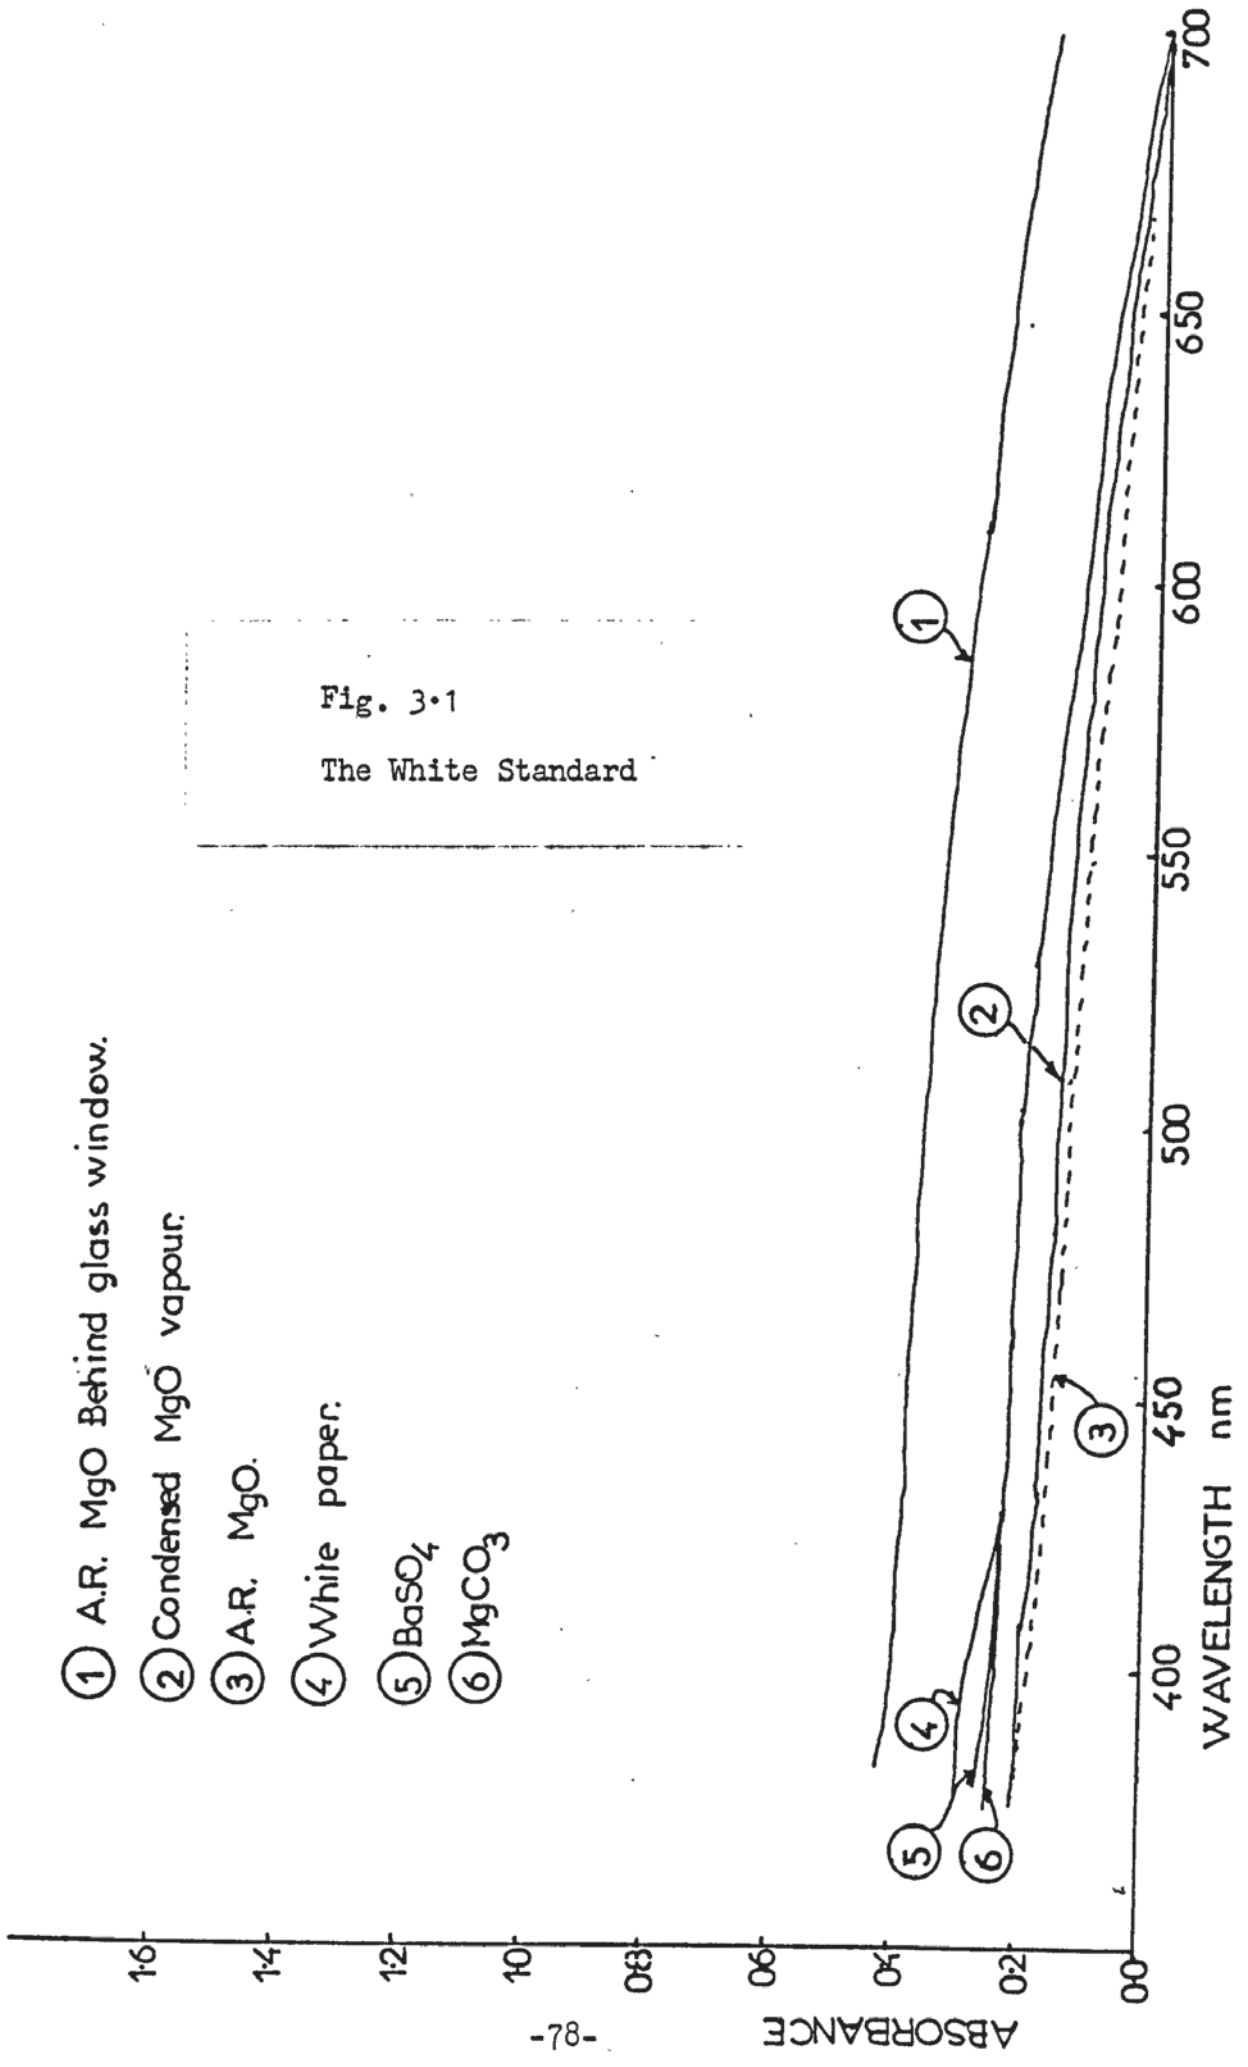 ① A.R. MgO Behind glass window.
② Condensed MgO vapour.
③ A.R. MgO.
④ White paper.
⑤ BaSO₄
⑥ MgCO₃
Fig. 3·1
The White Standard
ABSORBANCE
1·6
1·4
1·2
1·0
0·8
0·6
0·4
0·2
0·0
①
②
③
④
⑤
⑥
400
450
500
550
600
650
700
WAVELENGTH nm
-78-